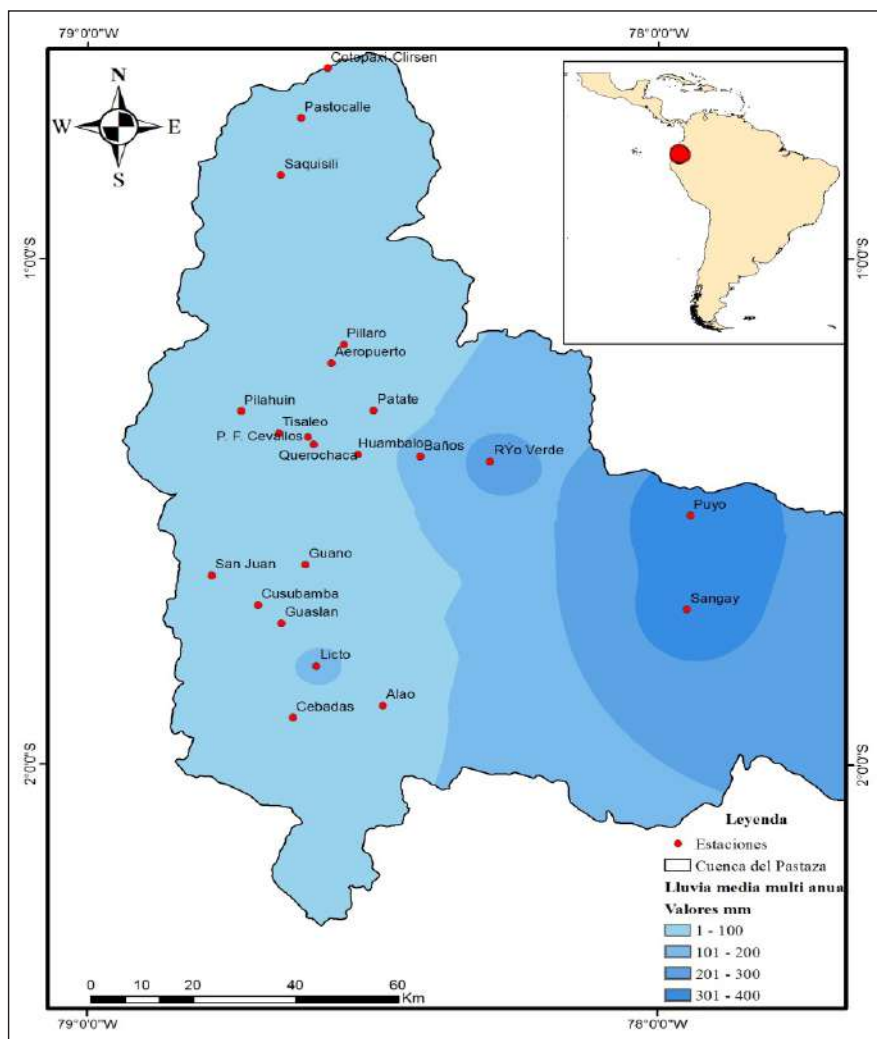 79°0'0"W 78°0'0"W
Cotopaxi-Clirsen
N
W E
S
Pastocalle
Saquisili
1°0'0"S 1°0'0"S
Pillaro
Aeropuerto
Pilahuin
Patate
Tisaleo
P. F. Cevallos
Querochaca
Huambalo
Baños
RÝo Verde
Puyo
Guano
San Juan
Cusubamba
Guaslan
Sangay
Licto
Alao
Cebadas
2°0'0"S 2°0'0"S
Leyenda
Estaciones
Cuenca del Pastaza
Lluvia media multi anua
Valores mm
1 - 100
101 - 200
201 - 300
301 - 400
0 10 20 40 60
Km
79°0'0"W 78°0'0"W